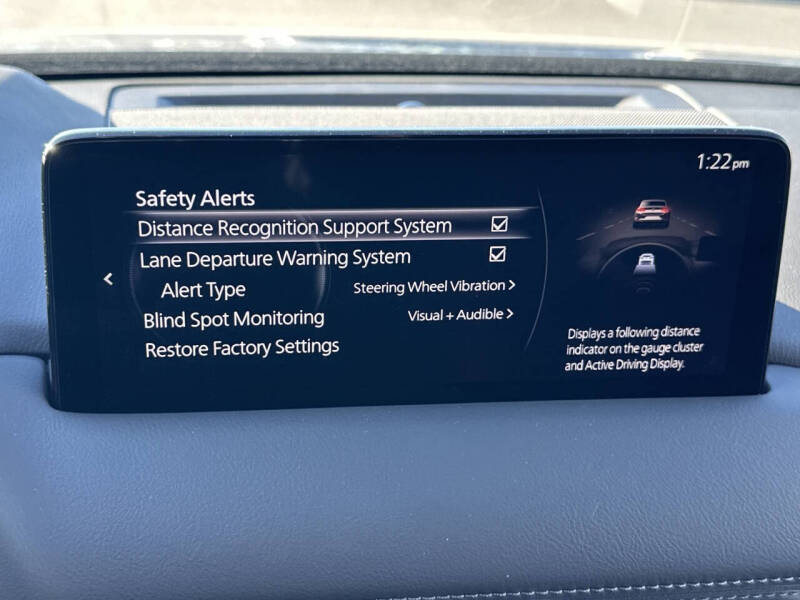 1:22pm
Safety Alerts
Distance Recognition Support System
Lane Departure Warning System
Alert Type Steering Wheel Vibration
Blind Spot Monitoring Visual + Audible
Restore Factory Settings
Displays a following distance
indicator on the gauge cluster
and Active Driving Display.